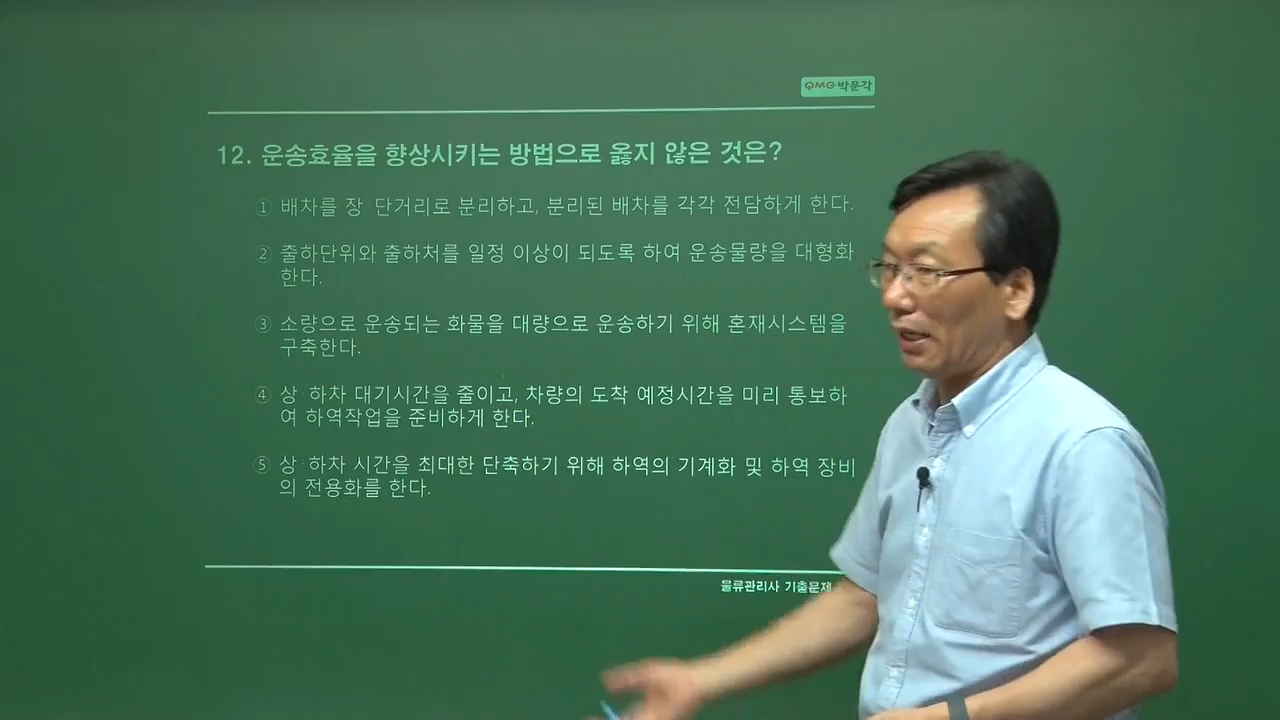 QMG박문각
12. 운송효율을 향상시키는 방법으로 옳지 않은 것은?
① 배차를 장·단거리로 분리하고, 분리된 배차를 각각 전담하게 한다.
② 출하단위와 출하처를 일정 이상이 되도록 하여 운송물량을 대형화
한다.
③ 소량으로 운송되는 화물을 대량으로 운송하기 위해 혼재시스템을
구축한다.
④ 상·하차 대기시간을 줄이고, 차량의 도착 예정시간을 미리 통보하
여 하역작업을 준비하게 한다.
⑤ 상·하차 시간을 최대한 단축하기 위해 하역의 기계화 및 하역 장비
의 전용화를 한다.
물류관리사 기출문제